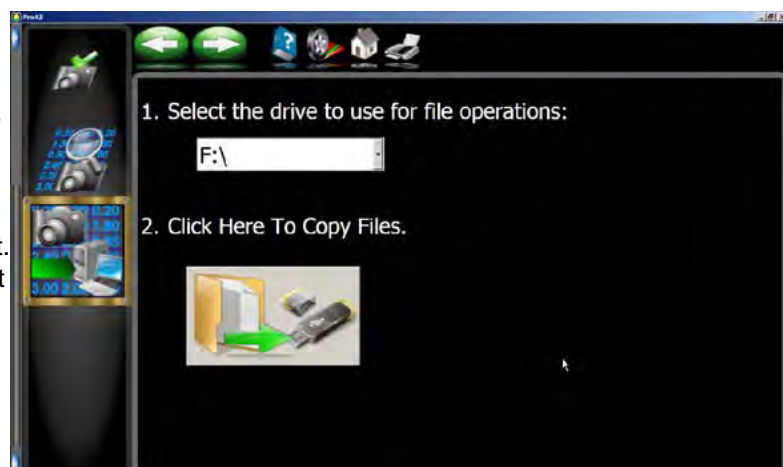 Pro42
1. Select the drive to use for file operations:
F:\
2. Click Here To Copy Files.
t.
t